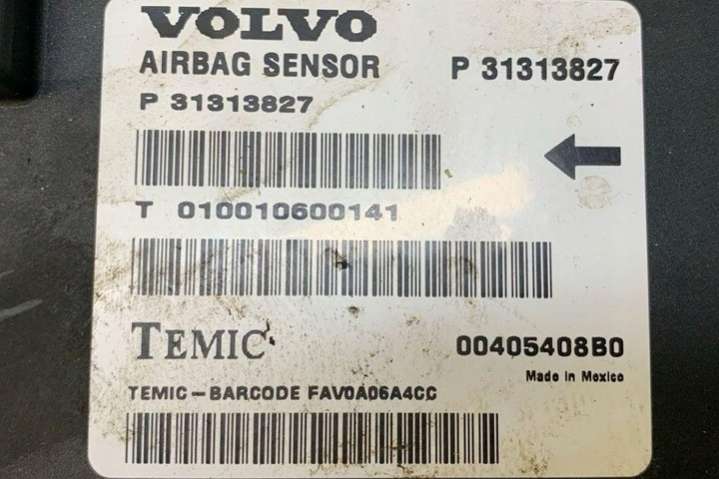 VOLVO
AIRBAG SENSOR P 31313827
P 31313827
T 010010600141
TEMIC 00405408B0
Made in Mexico
TEMIC-BARCODE FAV0A06A4CC